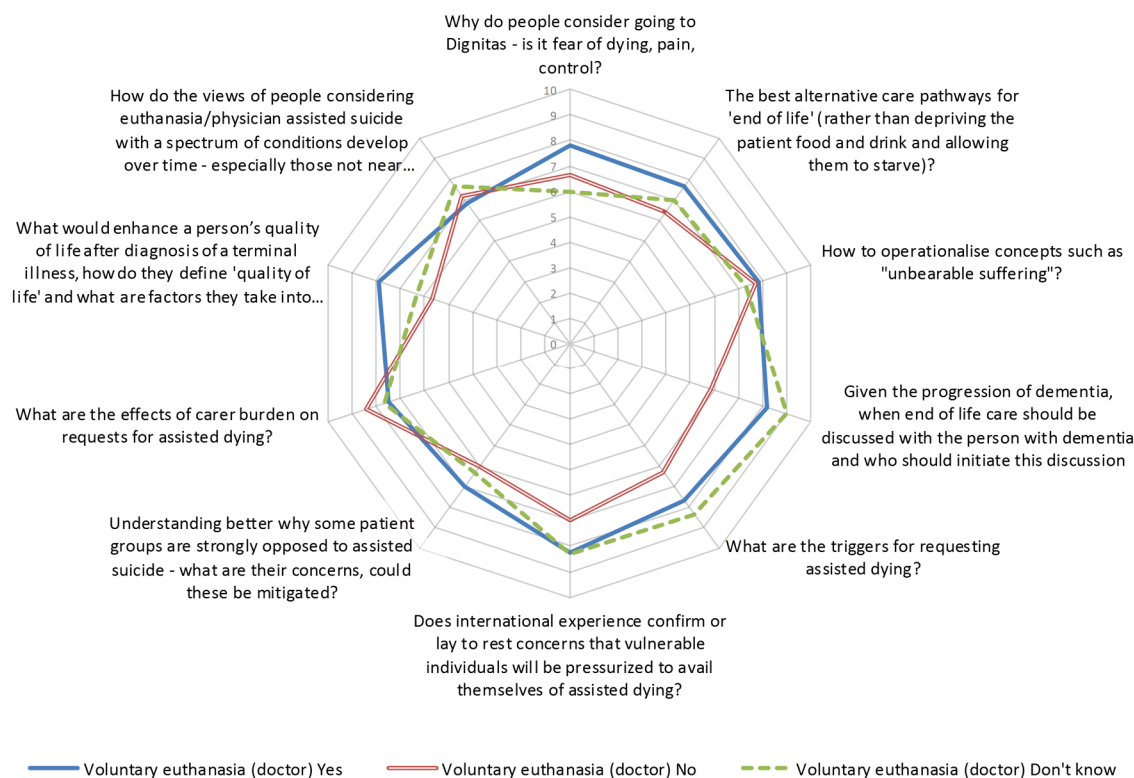 Why do people consider going to
Dignitas - is it fear of dying, pain,
control?
How do the views of people considering
euthanasia/physician assisted suicide
with a spectrum of conditions develop
over time - especially those not near…
The best alternative care pathways for
'end of life' (rather than depriving the
patient food and drink and allowing
them to starve)?
What would enhance a person’s quality
of life after diagnosis of a terminal
illness, how do they define 'quality of
life' and what are factors they take into…
How to operationalise concepts such as
"unbearable suffering"?
What are the effects of carer burden on
requests for assisted dying?
Given the progression of dementia,
when end of life care should be
discussed with the person with dementia
and who should initiate this discussion
Understanding better why some patient
groups are strongly opposed to assisted
suicide - what are their concerns, could
these be mitigated?
What are the triggers for requesting
assisted dying?
Does international experience confirm or
lay to rest concerns that vulnerable
individuals will be pressurized to avail
themselves of assisted dying?
10
9
8
7
6
5
4
3
2
1
0
Voluntary euthanasia (doctor) Yes
Voluntary euthanasia (doctor) No
Voluntary euthanasia (doctor) Don't know